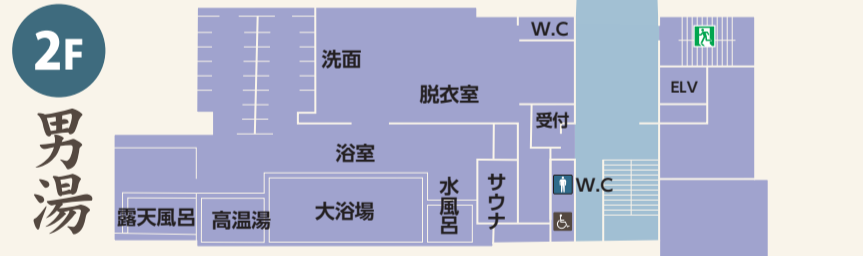 2F
男湯
W.C
洗面
脱衣室
ELV
受付
浴室
水風呂
サウナ
W.C
露天風呂
高温湯
大浴場